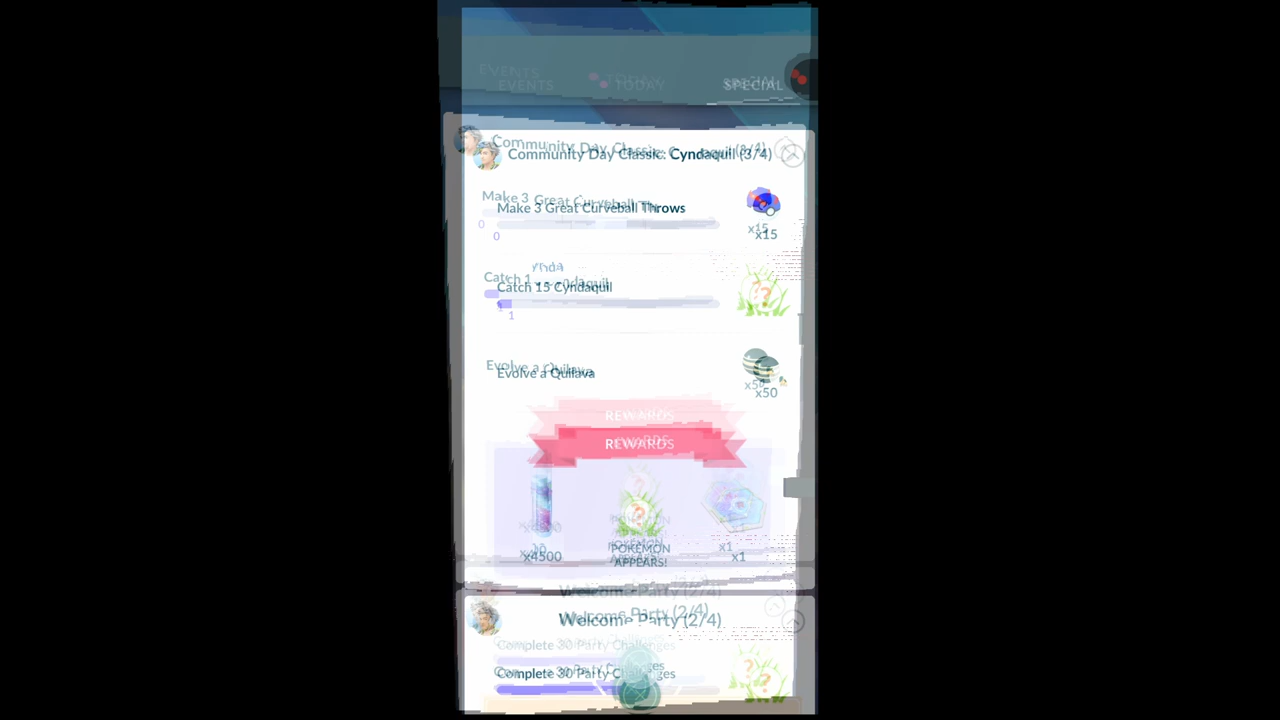 EVENTS TODAY SPECIAL
Community Day Classic: Cyndaquil (3/4)
Make 3 Great Curveball Throws
0
x15
Catch 15 Cyndaquil
1
Evolve a Quilava
x50
REWARDS
x4500
POKÉMON
APPEARS!
x1
Welcome Party (2/4)
Complete 30 Party Challenges